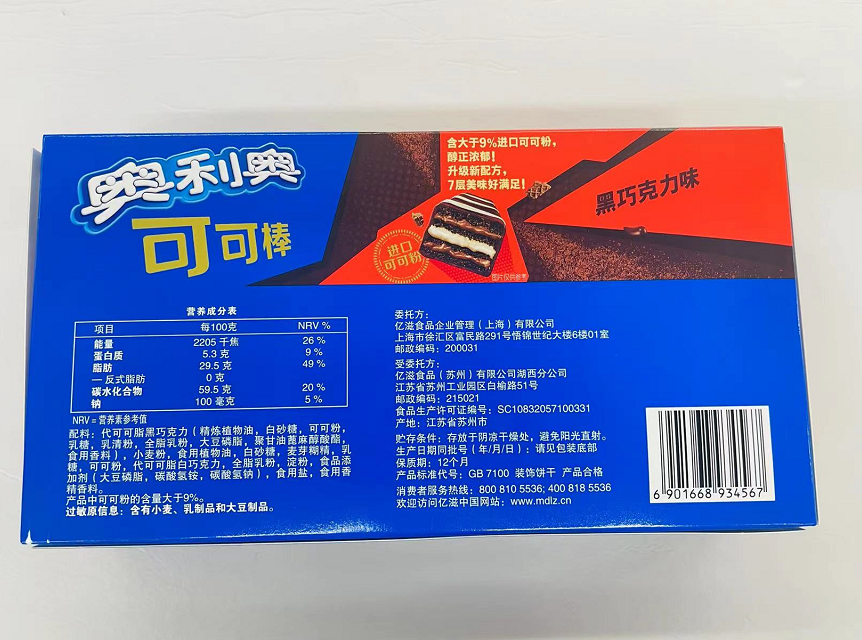 奥利奥
可可棒
含大于9%进口可可粉，
醇正浓郁！
升级新配方，
7层美味好满足！
黑巧克力味
进口
可可粉
图片仅供参考
营养成分表
项目 每100克 NRV %
能量 2205 千焦 26 %
蛋白质 5.3 克 9 %
脂肪 29.5 克 49 %
— 反式脂肪 0 克
碳水化合物 59.5 克 20 %
钠 100 毫克 5 %
NRV = 营养素参考值
配料：代可可脂黑巧克力（精炼植物油，白砂糖，可可粉，
乳糖，乳清粉，全脂乳粉，大豆磷脂，聚甘油蓖麻醇酸酯，
食用香料），小麦粉，食用植物油，白砂糖，麦芽糊精，乳
糖，可可粉，代可可脂白巧克力，全脂乳粉，淀粉，食品添
加剂（大豆磷脂，碳酸氢铵，碳酸氢钠），食用盐，食用香
精香料。
产品中可可粉的含量大于9%。
过敏原信息：含有小麦、乳制品和大豆制品。
委托方：
亿滋食品企业管理（上海）有限公司
上海市徐汇区富民路291号悟锦世纪大楼6楼01室
邮政编码：200031
受委托方：
亿滋食品（苏州）有限公司湖西分公司
江苏省苏州工业园区白榆路51号
邮政编码：215021
食品生产许可证编号：SC10832057100331
产地：江苏省苏州市
贮存条件：存放于阴凉干燥处，避免阳光直射。
生产日期同批号（年/月/日）：请见包装底部
保质期：12个月
产品标准代号：GB 7100 装饰饼干 产品合格
消费者服务热线：800 810 5536; 400 818 5536
欢迎访问亿滋中国网站：www.mdlz.cn
6 901668 934567